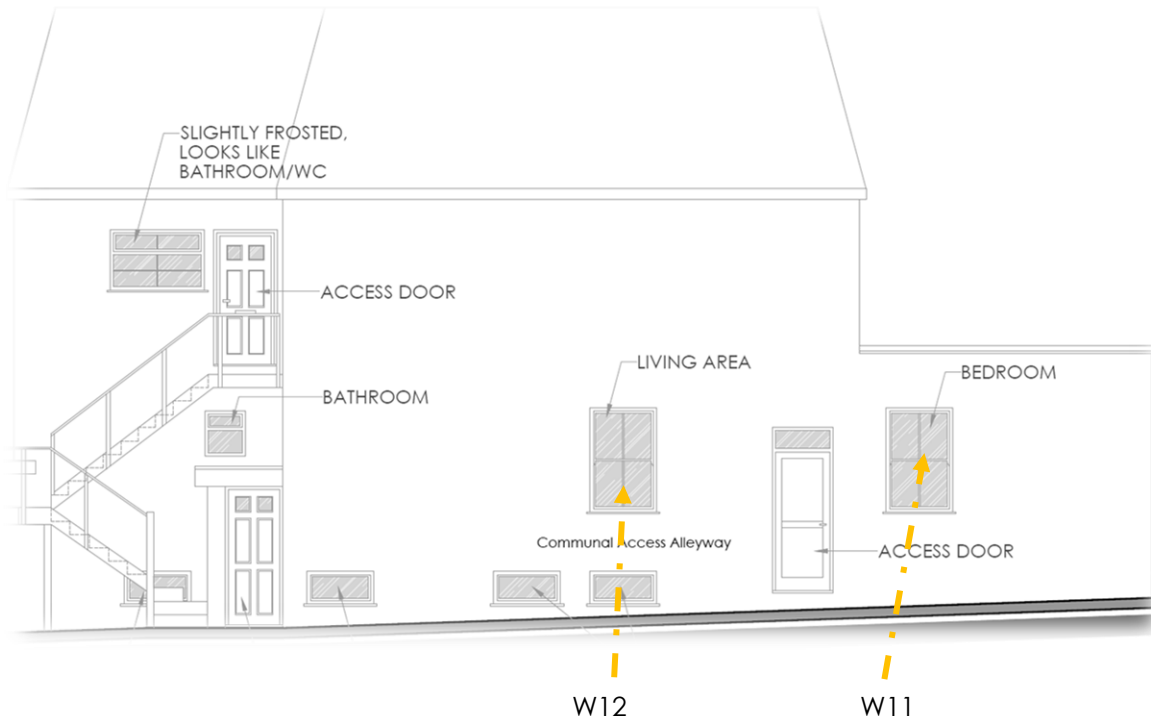 SLIGHTLY FROSTED,
LOOKS LIKE
BATHROOM/WC
ACCESS DOOR
LIVING AREA
BEDROOM
BATHROOM
Communal Access Alleyway
ACCESS DOOR
W12
W11